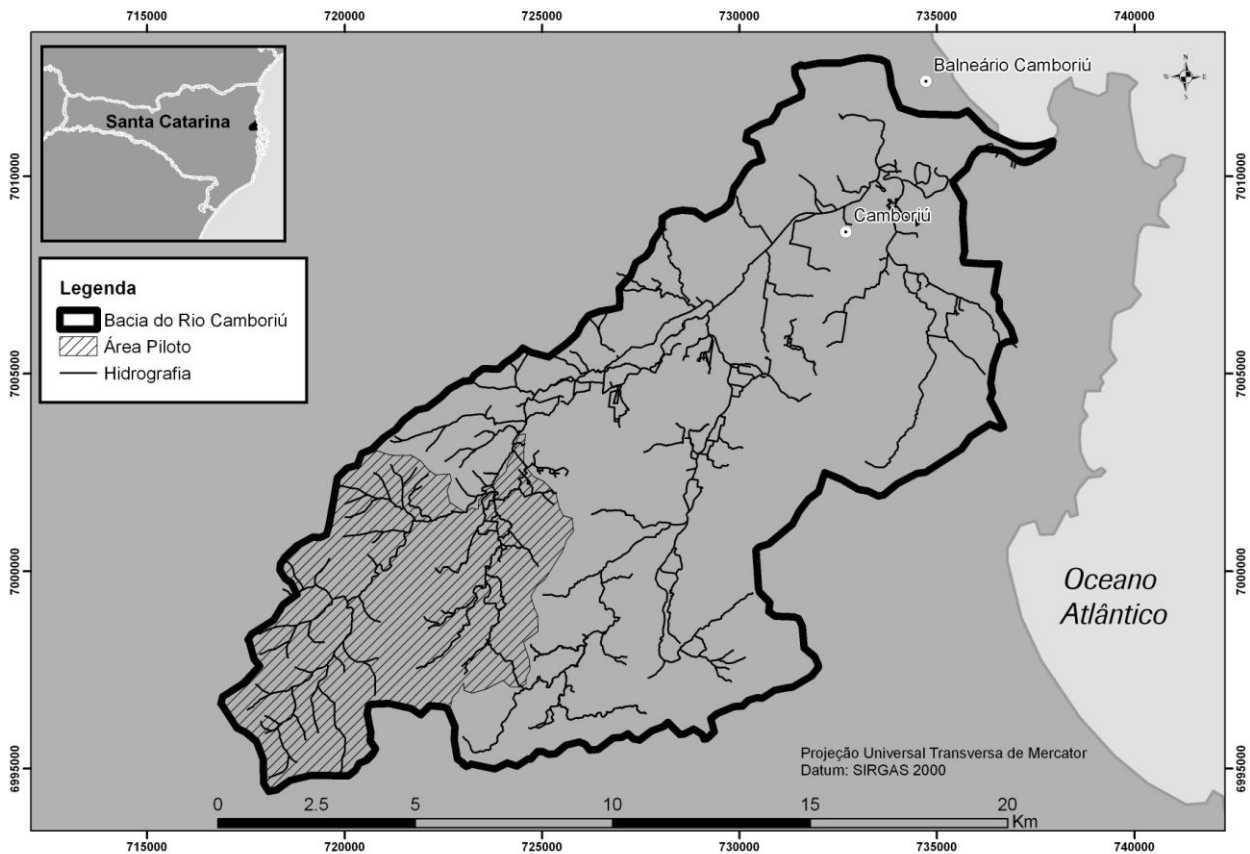 715000 720000 725000 730000 735000 740000
Balneário Camboriú
N
W E
S
Santa Catarina
7010000 7010000
Camboriú
Legenda
Bacia do Rio Camboriú
Área Piloto
Hidrografia
7005000 7005000
7000000 7000000
Oceano
Atlântico
Projeção Universal Transversa de Mercator
Datum: SIRGAS 2000
6995000 6995000
0 2.5 5 10 15 20
Km
715000 720000 725000 730000 735000 740000